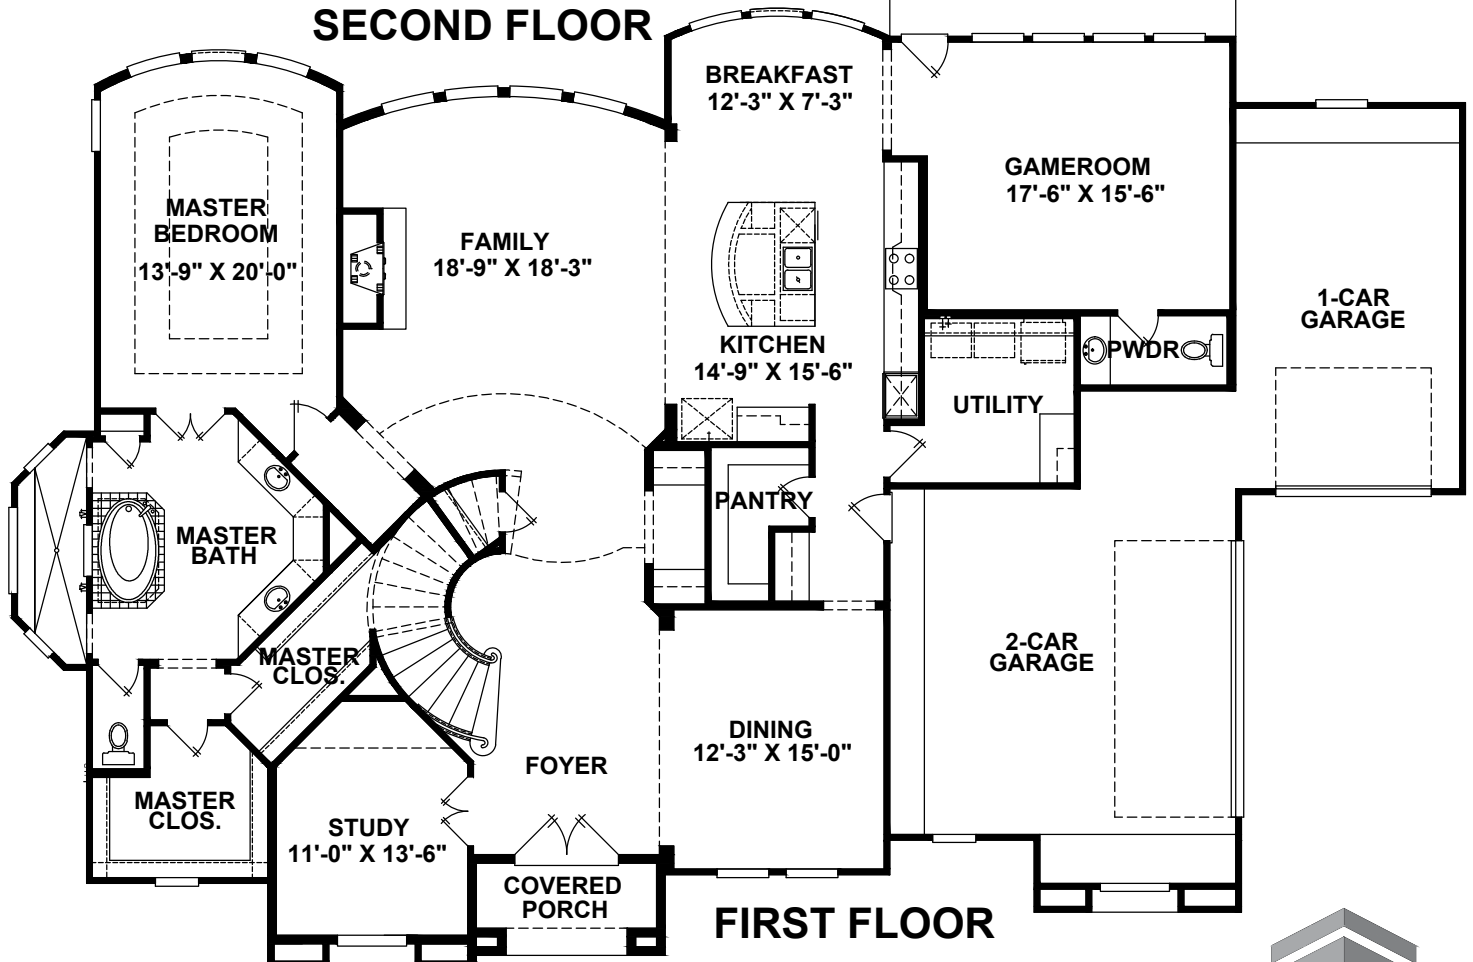 SECOND FLOOR
BREAKFAST
12'-3" X 7'-3"
GAMEROOM
17'-6" X 15'-6"
MASTER
BEDROOM
13'-9" X 20'-0"
FAMILY
18'-9" X 18'-3"
1-CAR
GARAGE
KITCHEN
14'-9" X 15'-6"
PWDR
UTILITY
PANTRY
MASTER
BATH
2-CAR
GARAGE
MASTER
CLOS.
DINING
12'-3" X 15'-0"
FOYER
MASTER
CLOS.
STUDY
11'-0" X 13'-6"
COVERED
PORCH
FIRST FLOOR